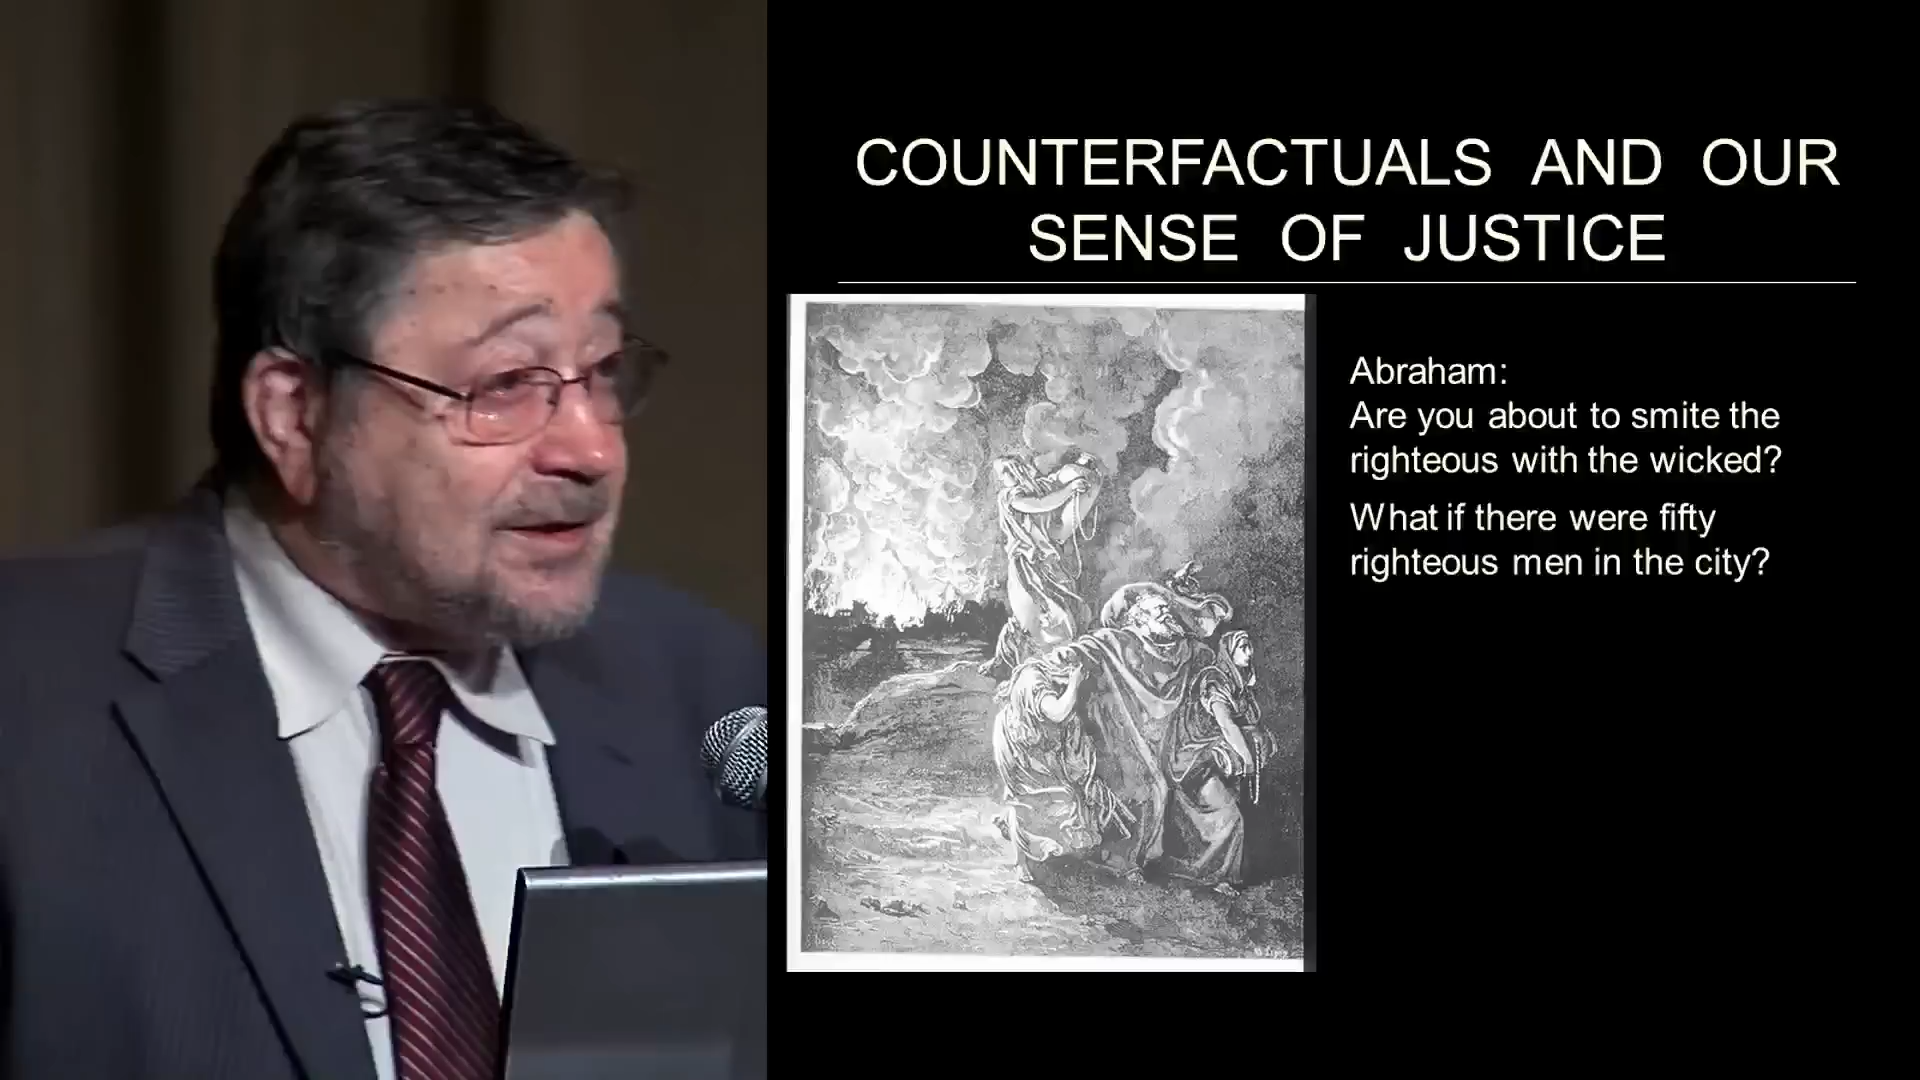 COUNTERFACTUALS AND OUR
SENSE OF JUSTICE
Abraham:
Are you about to smite the
righteous with the wicked?
What if there were fifty
righteous men in the city?